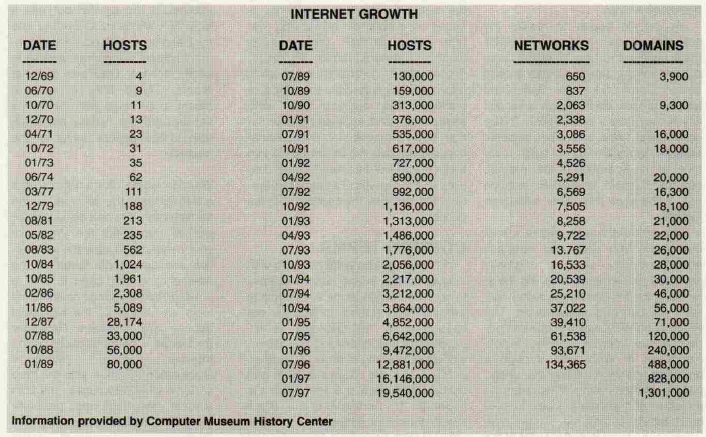 INTERNET GROWTH
DATE HOSTS DATE HOSTS NETWORKS DOMAINS
12/69 4 07/89 130,000 650 3,900
06/70 9 10/89 159,000 837
10/70 11 10/90 313,000 2,063 9,300
12/70 13 01/91 376,000 2,338
04/71 23 07/91 535,000 3,086 16,000
10/72 31 10/91 617,000 3,556 18,000
01/73 35 01/92 727,000 4,526
06/74 62 04/92 890,000 5,291 20,000
03/77 111 07/92 992,000 6,569 16,300
12/79 188 10/92 1,136,000 7,505 18,100
08/81 213 01/93 1,313,000 8,258 21,000
05/82 235 04/93 1,486,000 9,722 22,000
08/83 562 07/93 1,776,000 13.767 26,000
10/84 1,024 10/93 2,056,000 16,533 28,000
10/85 1,961 01/94 2,217,000 20,539 30,000
02/86 2,308 07/94 3,212,000 25,210 46,000
11/86 5,089 10/94 3,864,000 37,022 56,000
12/87 28,174 01/95 4,852,000 39,410 71,000
07/88 33,000 07/95 6,642,000 61,538 120,000
10/88 56,000 01/96 9,472,000 93,671 240,000
01/89 80,000 07/96 12,881,000 134,365 488,000
01/97 16,146,000 828,000
07/97 19,540,000 1,301,000
Information provided by Computer Museum History Center